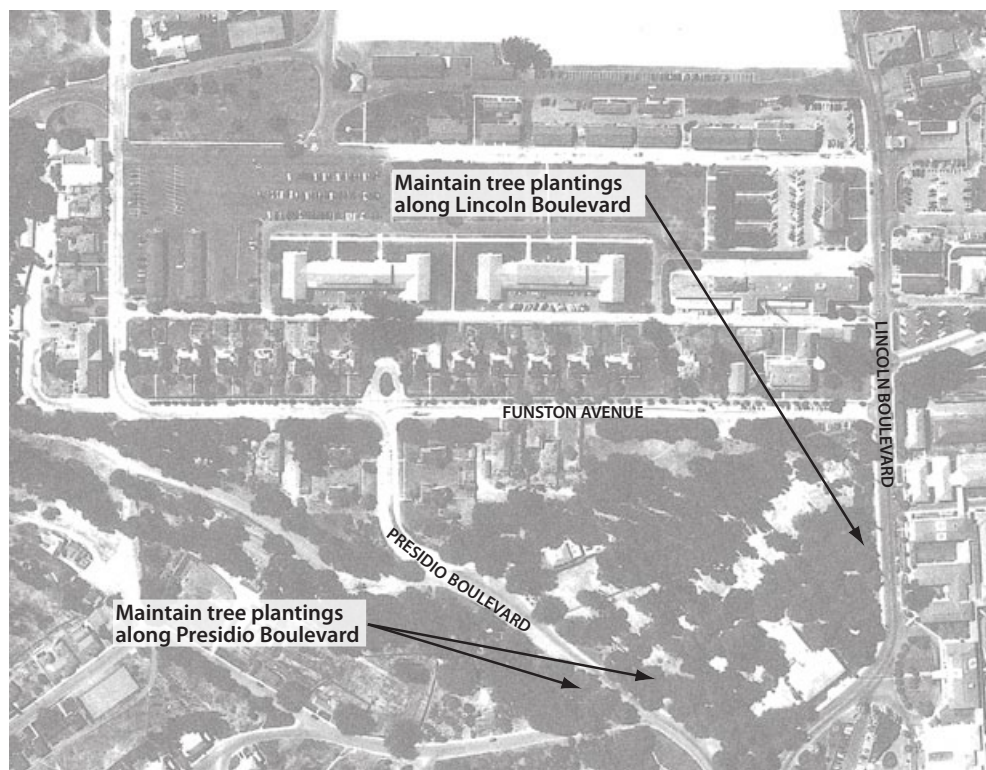 Maintain tree plantings
along Lincoln Boulevard
LINCOLN BOULEVARD
FUNSTON AVENUE
PRESIDIO BOULEVARD
Maintain tree plantings
along Presidio Boulevard